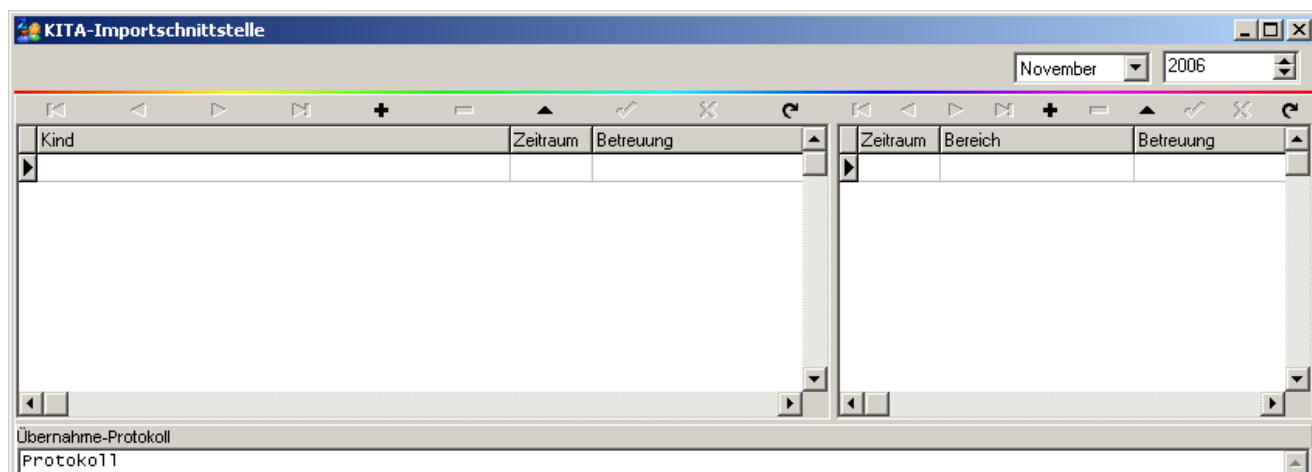 KITA-Importschnittstelle
November 2006
Kind Zeitraum Betreuung
Zeitraum Bereich Betreuung
Übernahme-Protokoll
Protokoll